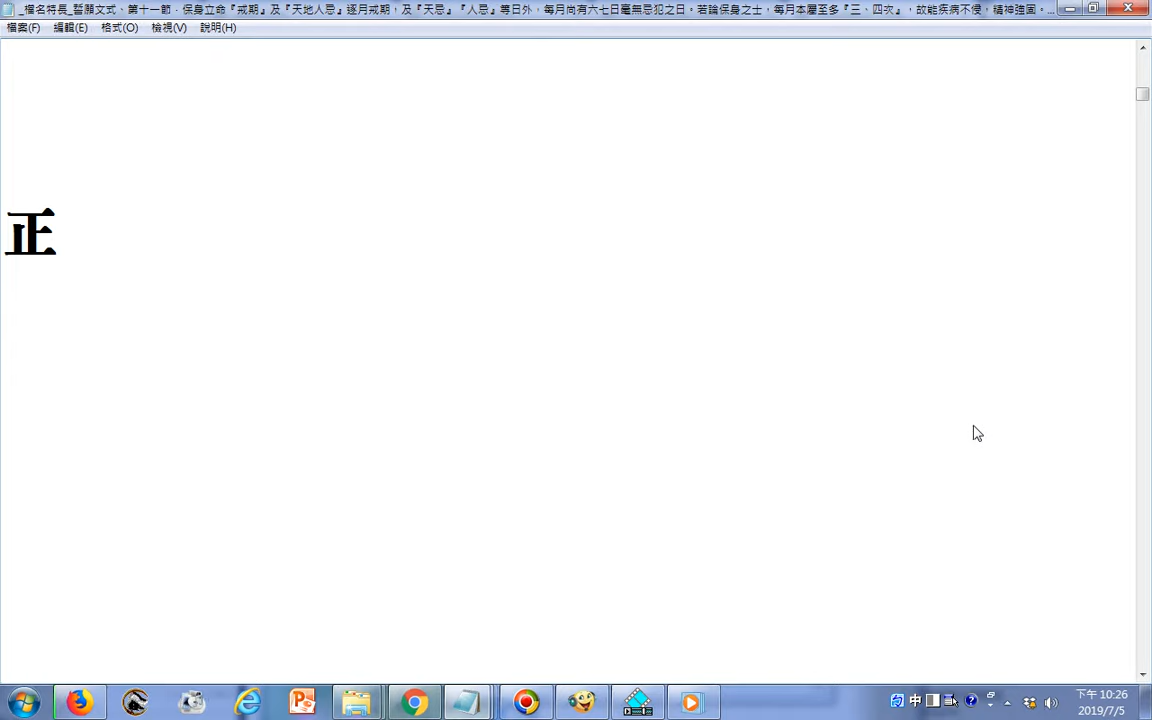 _檔名特長_誓願文式、第十一節．保身立命『戒期』及『天地人忌』逐月戒期，及『天忌』『人忌』等日外，每月尚有六七日毫無忌犯之日。若論保身之士，每月本屬至多『三、四次』，故能疾病不侵，精神強固。...
檔案(F) 編輯(E) 格式(O) 檢視(V) 說明(H)
正
中
下午 10:26
2019/7/5